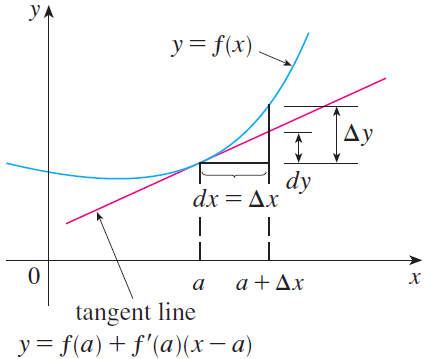 y
y = f(x)
Δy
dy
dx = Δx
0
a
a + Δx
x
tangent line
y = f(a) + f'(a)(x − a)